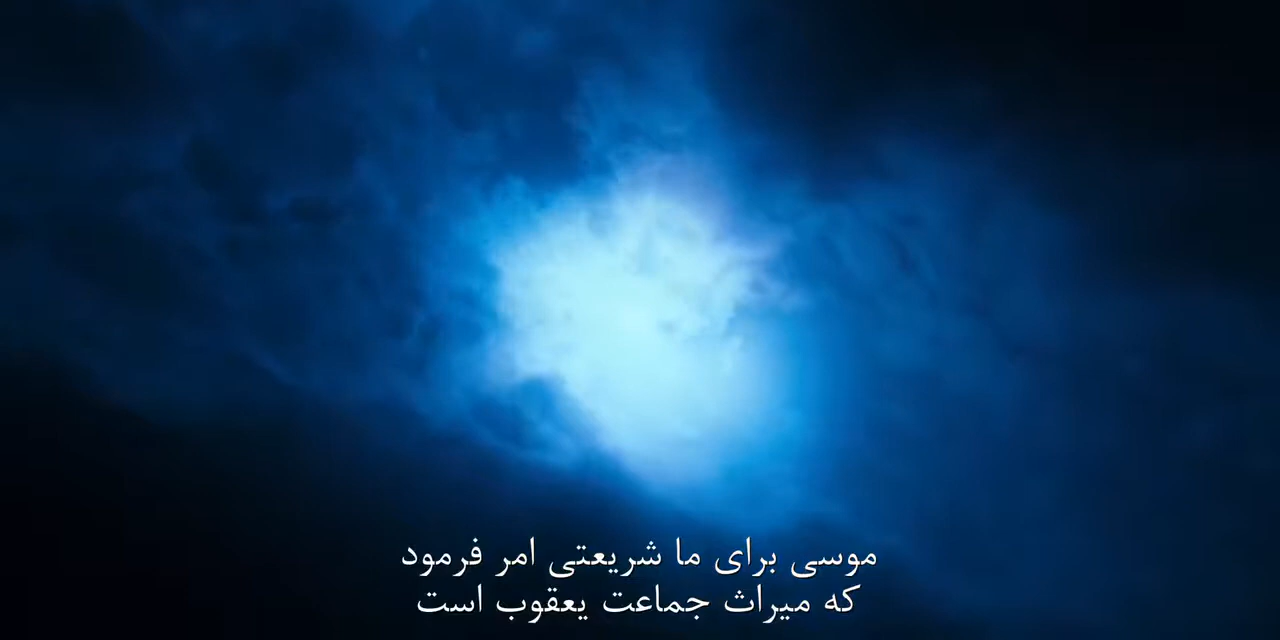 موسی برای ما شریعتی امر فرمود
که میراث جماعت یعقوب است